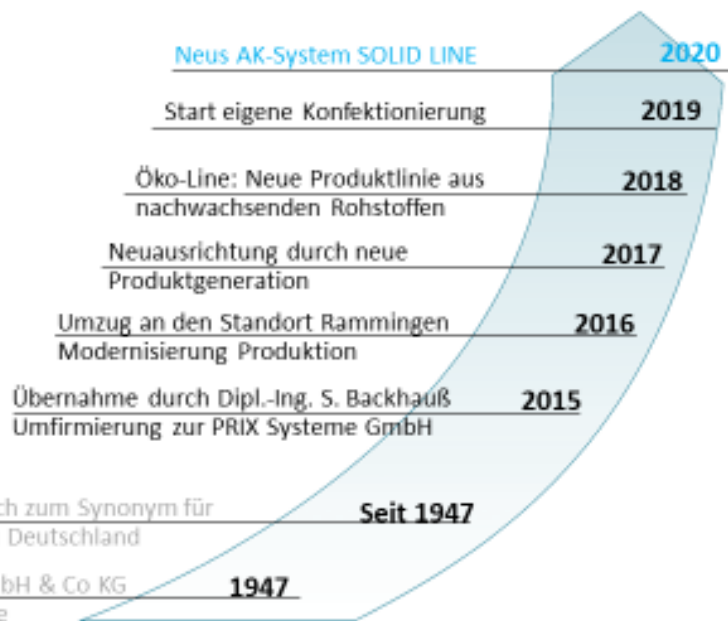 Neus AK-System SOLID LINE 2020
Start eigene Konfektionierung 2019
Öko-Line: Neue Produktlinie aus 2018
nachwachsenden Rohstoffen
Neuausrichtung durch neue 2017
Produktgeneration
Umzug an den Standort Rammingen 2016
Modernisierung Produktion
Übernahme durch Dipl.-Ing. S. Backhauß 2015
Umfirmierung zur PRIX Systeme GmbH
zum Synonym für Seit 1947
Deutschland
& Co KG 1947